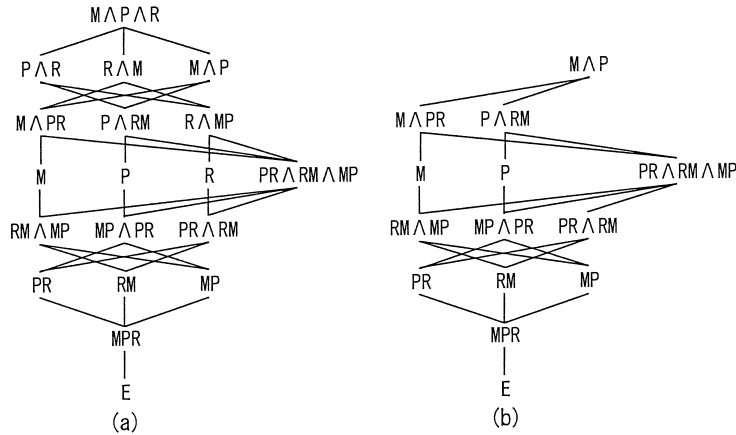 M∧P∧R
P∧R R∧M M∧P
M∧PR P∧RM R∧MP
M P R PR∧RM∧MP
RM∧MP MP∧PR PR∧RM
PR RM MP
MPR
E
(a)
M∧P
M∧PR P∧RM
M P PR∧RM∧MP
RM∧MP MP∧PR PR∧RM
PR RM MP
MPR
E
(b)